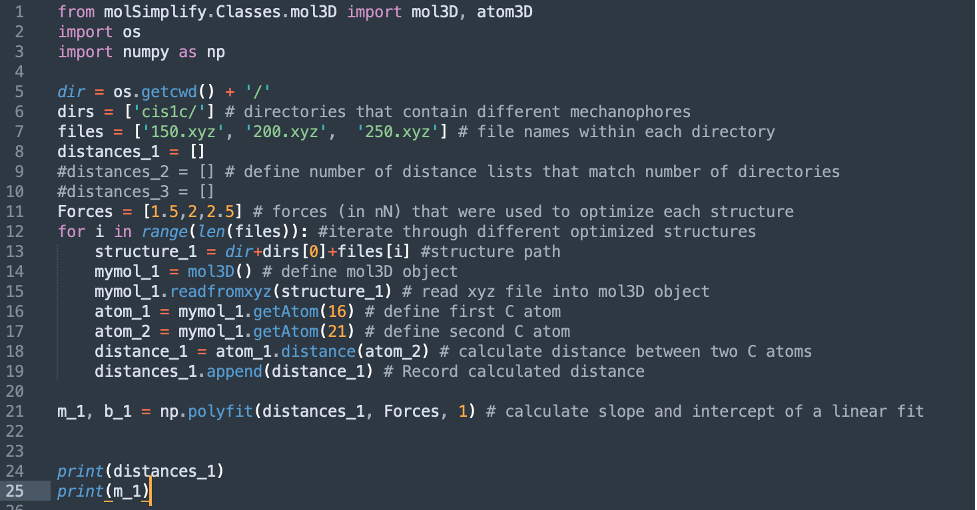 1 from molSimplify.Classes.mol3D import mol3D, atom3D
2 import os
3 import numpy as np
4
5 dir = os.getcwd() + '/'
6 dirs = ['cis1c/'] # directories that contain different mechanophores
7 files = ['150.xyz', '200.xyz',  '250.xyz'] # file names within each directory
8 distances_1 = []
9 #distances_2 = [] # define number of distance lists that match number of directories
10 #distances_3 = []
11 Forces = [1.5,2,2.5] # forces (in nN) that were used to optimize each structure
12 for i in range(len(files)): #iterate through different optimized structures
13     structure_1 = dir+dirs[0]+files[i] #structure path
14     mymol_1 = mol3D() # define mol3D object
15     mymol_1.readfromxyz(structure_1) # read xyz file into mol3D object
16     atom_1 = mymol_1.getAtom(16) # define first C atom
17     atom_2 = mymol_1.getAtom(21) # define second C atom
18     distance_1 = atom_1.distance(atom_2) # calculate distance between two C atoms
19     distances_1.append(distance_1) # Record calculated distance
20
21 m_1, b_1 = np.polyfit(distances_1, Forces, 1) # calculate slope and intercept of a linear fit
22
23
24 print(distances_1)
25 print(m_1)
26